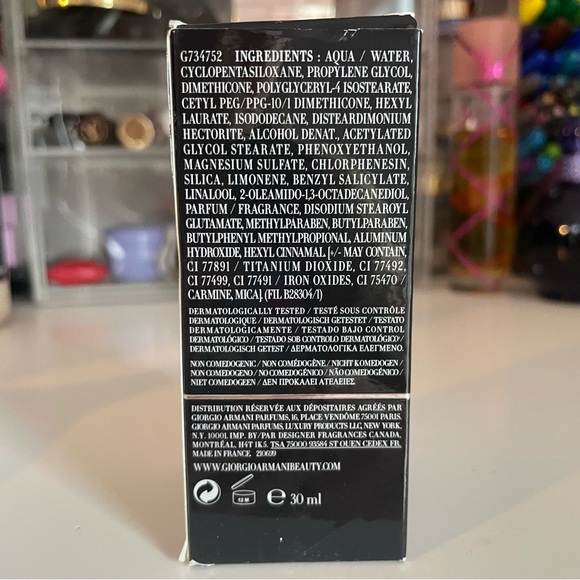 G734752 INGREDIENTS : AQUA / WATER,
CYCLOPENTASILOXANE, PROPYLENE GLYCOL,
DIMETHICONE, POLYGLYCERYL-4 ISOSTEARATE,
CETYL PEG/PPG-10/1 DIMETHICONE, HEXYL
LAURATE, ISODODECANE, DISTEARDIMONIUM
HECTORITE, ALCOHOL DENAT., ACETYLATED
GLYCOL STEARATE, PHENOXYETHANOL,
MAGNESIUM SULFATE, CHLORPHENESIN,
SILICA, LIMONENE, BENZYL SALICYLATE,
LINALOOL, 2-OLEAMIDO-1,3-OCTADECANEDIOL,
PARFUM / FRAGRANCE, DISODIUM STEAROYL
GLUTAMATE, METHYLPARABEN, BUTYLPARABEN,
BUTYLPHENYL METHYLPROPIONAL, ALUMINUM
HYDROXIDE, HEXYL CINNAMAL [+/- MAY CONTAIN,
CI 77891 / TITANIUM DIOXIDE, CI 77492,
CI 77499, CI 77491 / IRON OXIDES, CI 75470 /
CARMINE, MICA]. (FIL B28304/1)
DERMATOLOGICALLY TESTED / TESTÉ SOUS CONTRÔLE
DERMATOLOGIQUE / DERMATOLOGISCH GETESTET / TESTATO
DERMATOLOGICAMENTE / TESTADO BAJO CONTROL
DERMATOLÓGICO / TESTADO SOB CONTROLO DERMATOLÓGICO /
DERMATOLOGISCH GETEST / ΔΕΡΜΑΤΟΛΟΓΙΚΑ ΕΛΕΓΜΕΝΟ.
NON COMEDOGENIC / NON COMÉDOGÈNE / NICHT KOMEDOGEN /
NON COMEDOGENO / NO COMEDOGÉNICO / NÃO COMEDOGÉNICO /
NIET COMEDOGEEN / ΔΕΝ ΠΡΟΚΑΛΕΙ ΑΤΕΛΕΙΕΣ.
DISTRIBUTION RÉSERVÉE AUX DÉPOSITAIRES AGRÉÉS PAR
GIORGIO ARMANI PARFUMS, 16, PLACE VENDÔME 75001 PARIS.
GIORGIO ARMANI PARFUMS, LUXURY PRODUCTS LLC, NEW YORK,
N.Y. 10001. IMP. BY/PAR DESIGNER FRAGRANCES CANADA,
MONTRÉAL, H4T 1K5. TSA 75000 93584 ST OUEN CEDEX FR.
MADE IN FRANCE 210699
WWW.GIORGIOARMANIBEAUTY.COM
12 M e 30 ml